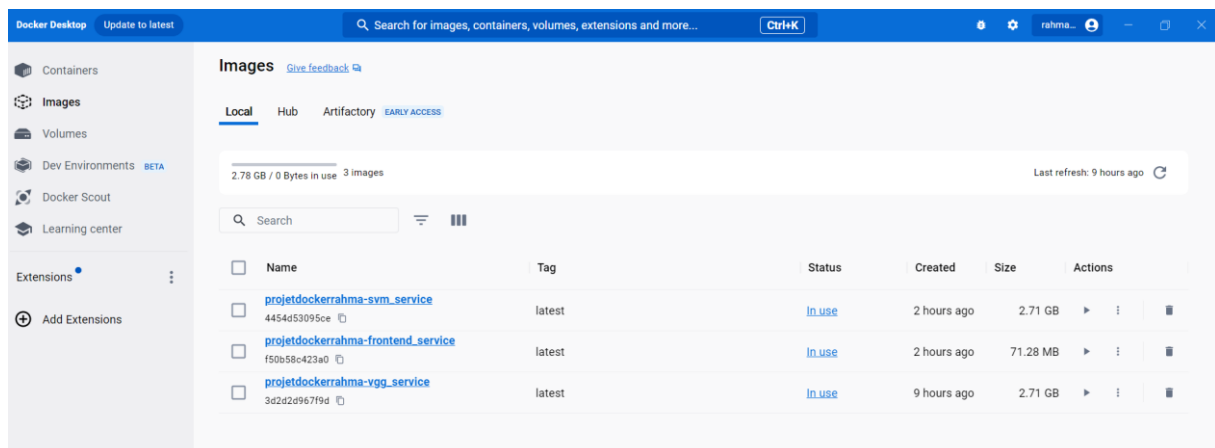 Docker Desktop Update to latest Search for images, containers, volumes, extensions and more... Ctrl+K rahma...
Containers
Images
Volumes
Dev Environments BETA
Docker Scout
Learning center
Extensions
Add Extensions
Images Give feedback
Local Hub Artifactory EARLY ACCESS
2.78 GB / 0 Bytes in use 3 images Last refresh: 9 hours ago
Search
Name Tag Status Created Size Actions
projetdockerrahma-svm_service
4454d53095ce latest In use 2 hours ago 2.71 GB
projetdockerrahma-frontend_service
f50b58c423a0 latest In use 2 hours ago 71.28 MB
projetdockerrahma-vgg_service
3d2d2d967f9d latest In use 9 hours ago 2.71 GB